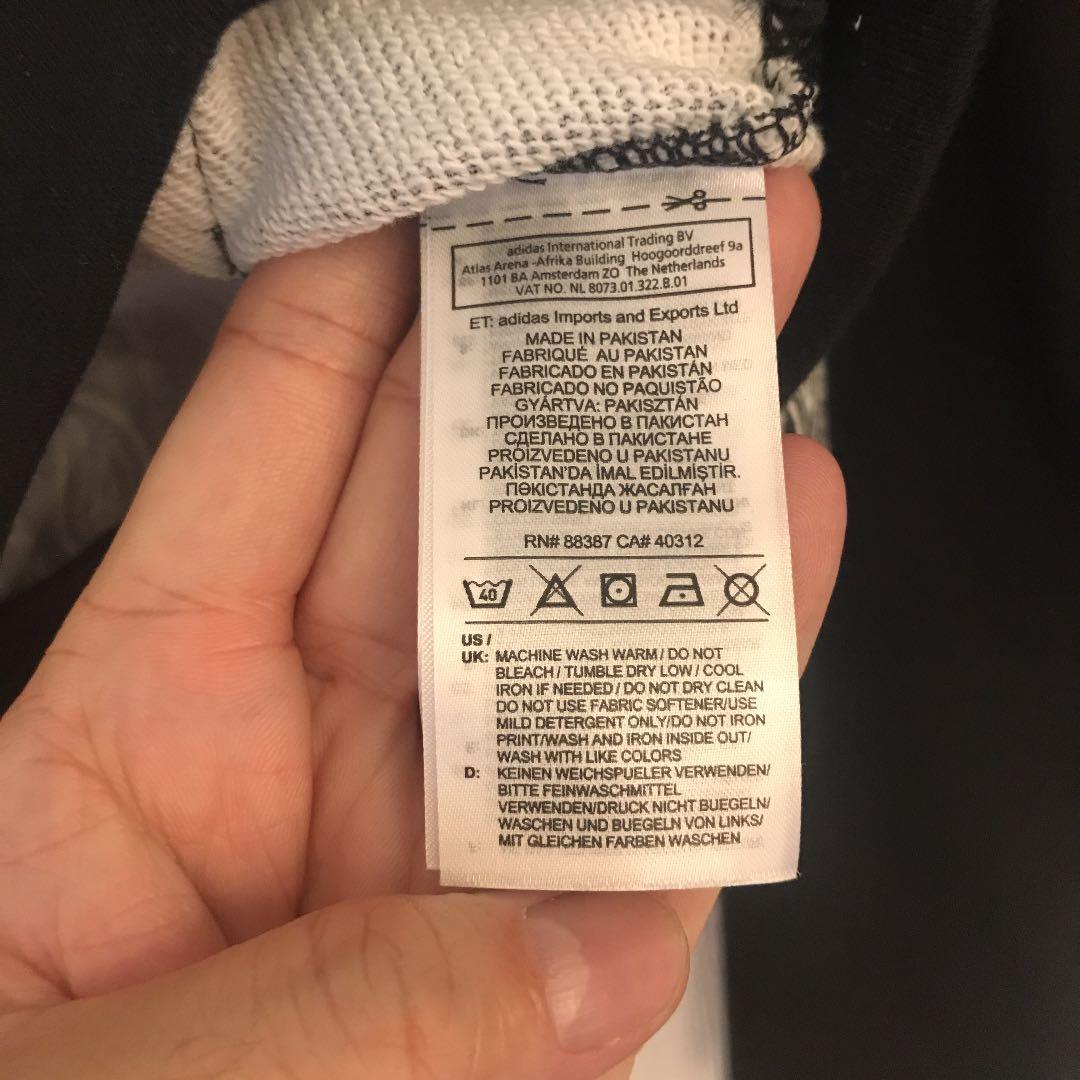 adidas International Trading BV
Atlas Arena -Afrika Building Hoogoorddreef 9a
1101 BA Amsterdam ZO The Netherlands
VAT NO. NL 8073.01.322.B.01
ET: adidas Imports and Exports Ltd
MADE IN PAKISTAN
FABRIQUÉ AU PAKISTAN
FABRICADO EN PAKISTÁN
FABRICADO NO PAQUISTÃO
GYÁRTVA: PAKISZTÁN
ПРОИЗВЕДЕНО В ПАКИСТАН
СДЕЛАНО В ПАКИСТАНЕ
PROIZVEDENO U PAKISTANU
PAKİSTAN'DA İMAL EDİLMİŞTİR.
ПӘКІСТАНДА ЖАСАЛҒАН
PROIZVEDENO U PAKISTANU
RN# 88387 CA# 40312
40
US /
UK: MACHINE WASH WARM / DO NOT
BLEACH / TUMBLE DRY LOW / COOL
IRON IF NEEDED / DO NOT DRY CLEAN
DO NOT USE FABRIC SOFTENER/USE
MILD DETERGENT ONLY/DO NOT IRON
PRINT/WASH AND IRON INSIDE OUT/
WASH WITH LIKE COLORS
D: KEINEN WEICHSPUELER VERWENDEN/
BITTE FEINWASCHMITTEL
VERWENDEN/DRUCK NICHT BUEGELN/
WASCHEN UND BUEGELN VON LINKS/
MIT GLEICHEN FARBEN WASCHEN